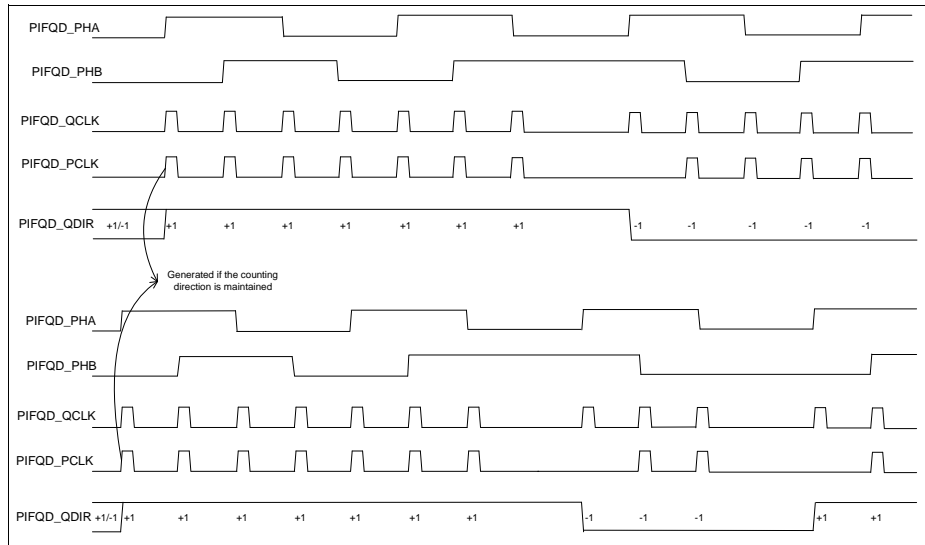 PIFQD_PHA
PIFQD_PHB
PIFQD_QCLK
PIFQD_PCLK
PIFQD_QDIR +1/-1 +1 +1 +1 +1 +1 +1 +1 -1 -1 -1 -1 -1
Generated if the counting
direction is maintained
PIFQD_PHA
PIFQD_PHB
PIFQD_QCLK
PIFQD_PCLK
PIFQD_QDIR +1/-1 +1 +1 +1 +1 +1 +1 +1 -1 -1 -1 +1 +1